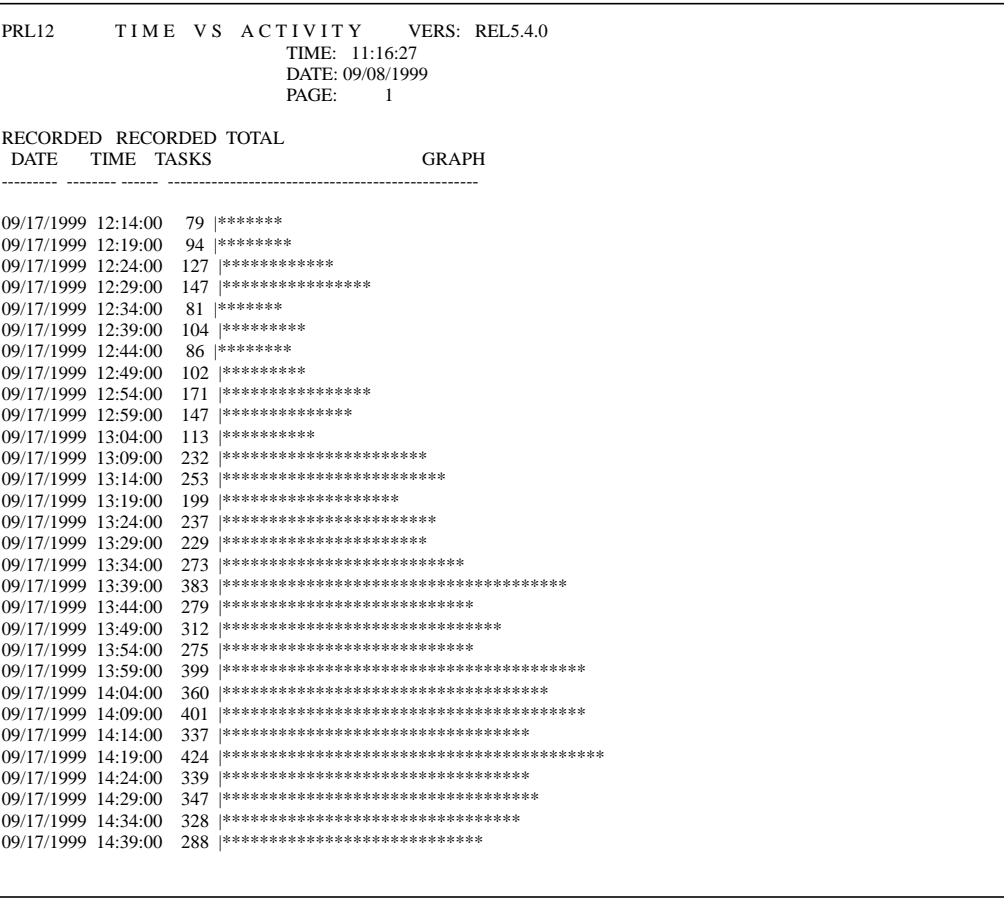 PRL12 T I M E V S A C T I V I T Y VERS: REL5.4.0
TIME: 11:16:27
DATE: 09/08/1999
PAGE: 1
RECORDED RECORDED TOTAL
DATE TIME TASKS GRAPH
--------- -------- ------ --------------------------------------------------
09/17/1999 12:14:00 79 |*******
09/17/1999 12:19:00 94 |********
09/17/1999 12:24:00 127 |************
09/17/1999 12:29:00 147 |****************
09/17/1999 12:34:00 81 |*******
09/17/1999 12:39:00 104 |*********
09/17/1999 12:44:00 86 |********
09/17/1999 12:49:00 102 |*********
09/17/1999 12:54:00 171 |****************
09/17/1999 12:59:00 147 |**************
09/17/1999 13:04:00 113 |**********
09/17/1999 13:09:00 232 |**********************
09/17/1999 13:14:00 253 |************************
09/17/1999 13:19:00 199 |*******************
09/17/1999 13:24:00 237 |***********************
09/17/1999 13:29:00 229 |**********************
09/17/1999 13:34:00 273 |**************************
09/17/1999 13:39:00 383 |*************************************
09/17/1999 13:44:00 279 |***************************
09/17/1999 13:49:00 312 |******************************
09/17/1999 13:54:00 275 |***************************
09/17/1999 13:59:00 399 |***************************************
09/17/1999 14:04:00 360 |***********************************
09/17/1999 14:09:00 401 |***************************************
09/17/1999 14:14:00 337 |*********************************
09/17/1999 14:19:00 424 |*****************************************
09/17/1999 14:24:00 339 |*********************************
09/17/1999 14:29:00 347 |**********************************
09/17/1999 14:34:00 328 |********************************
09/17/1999 14:39:00 288 |****************************